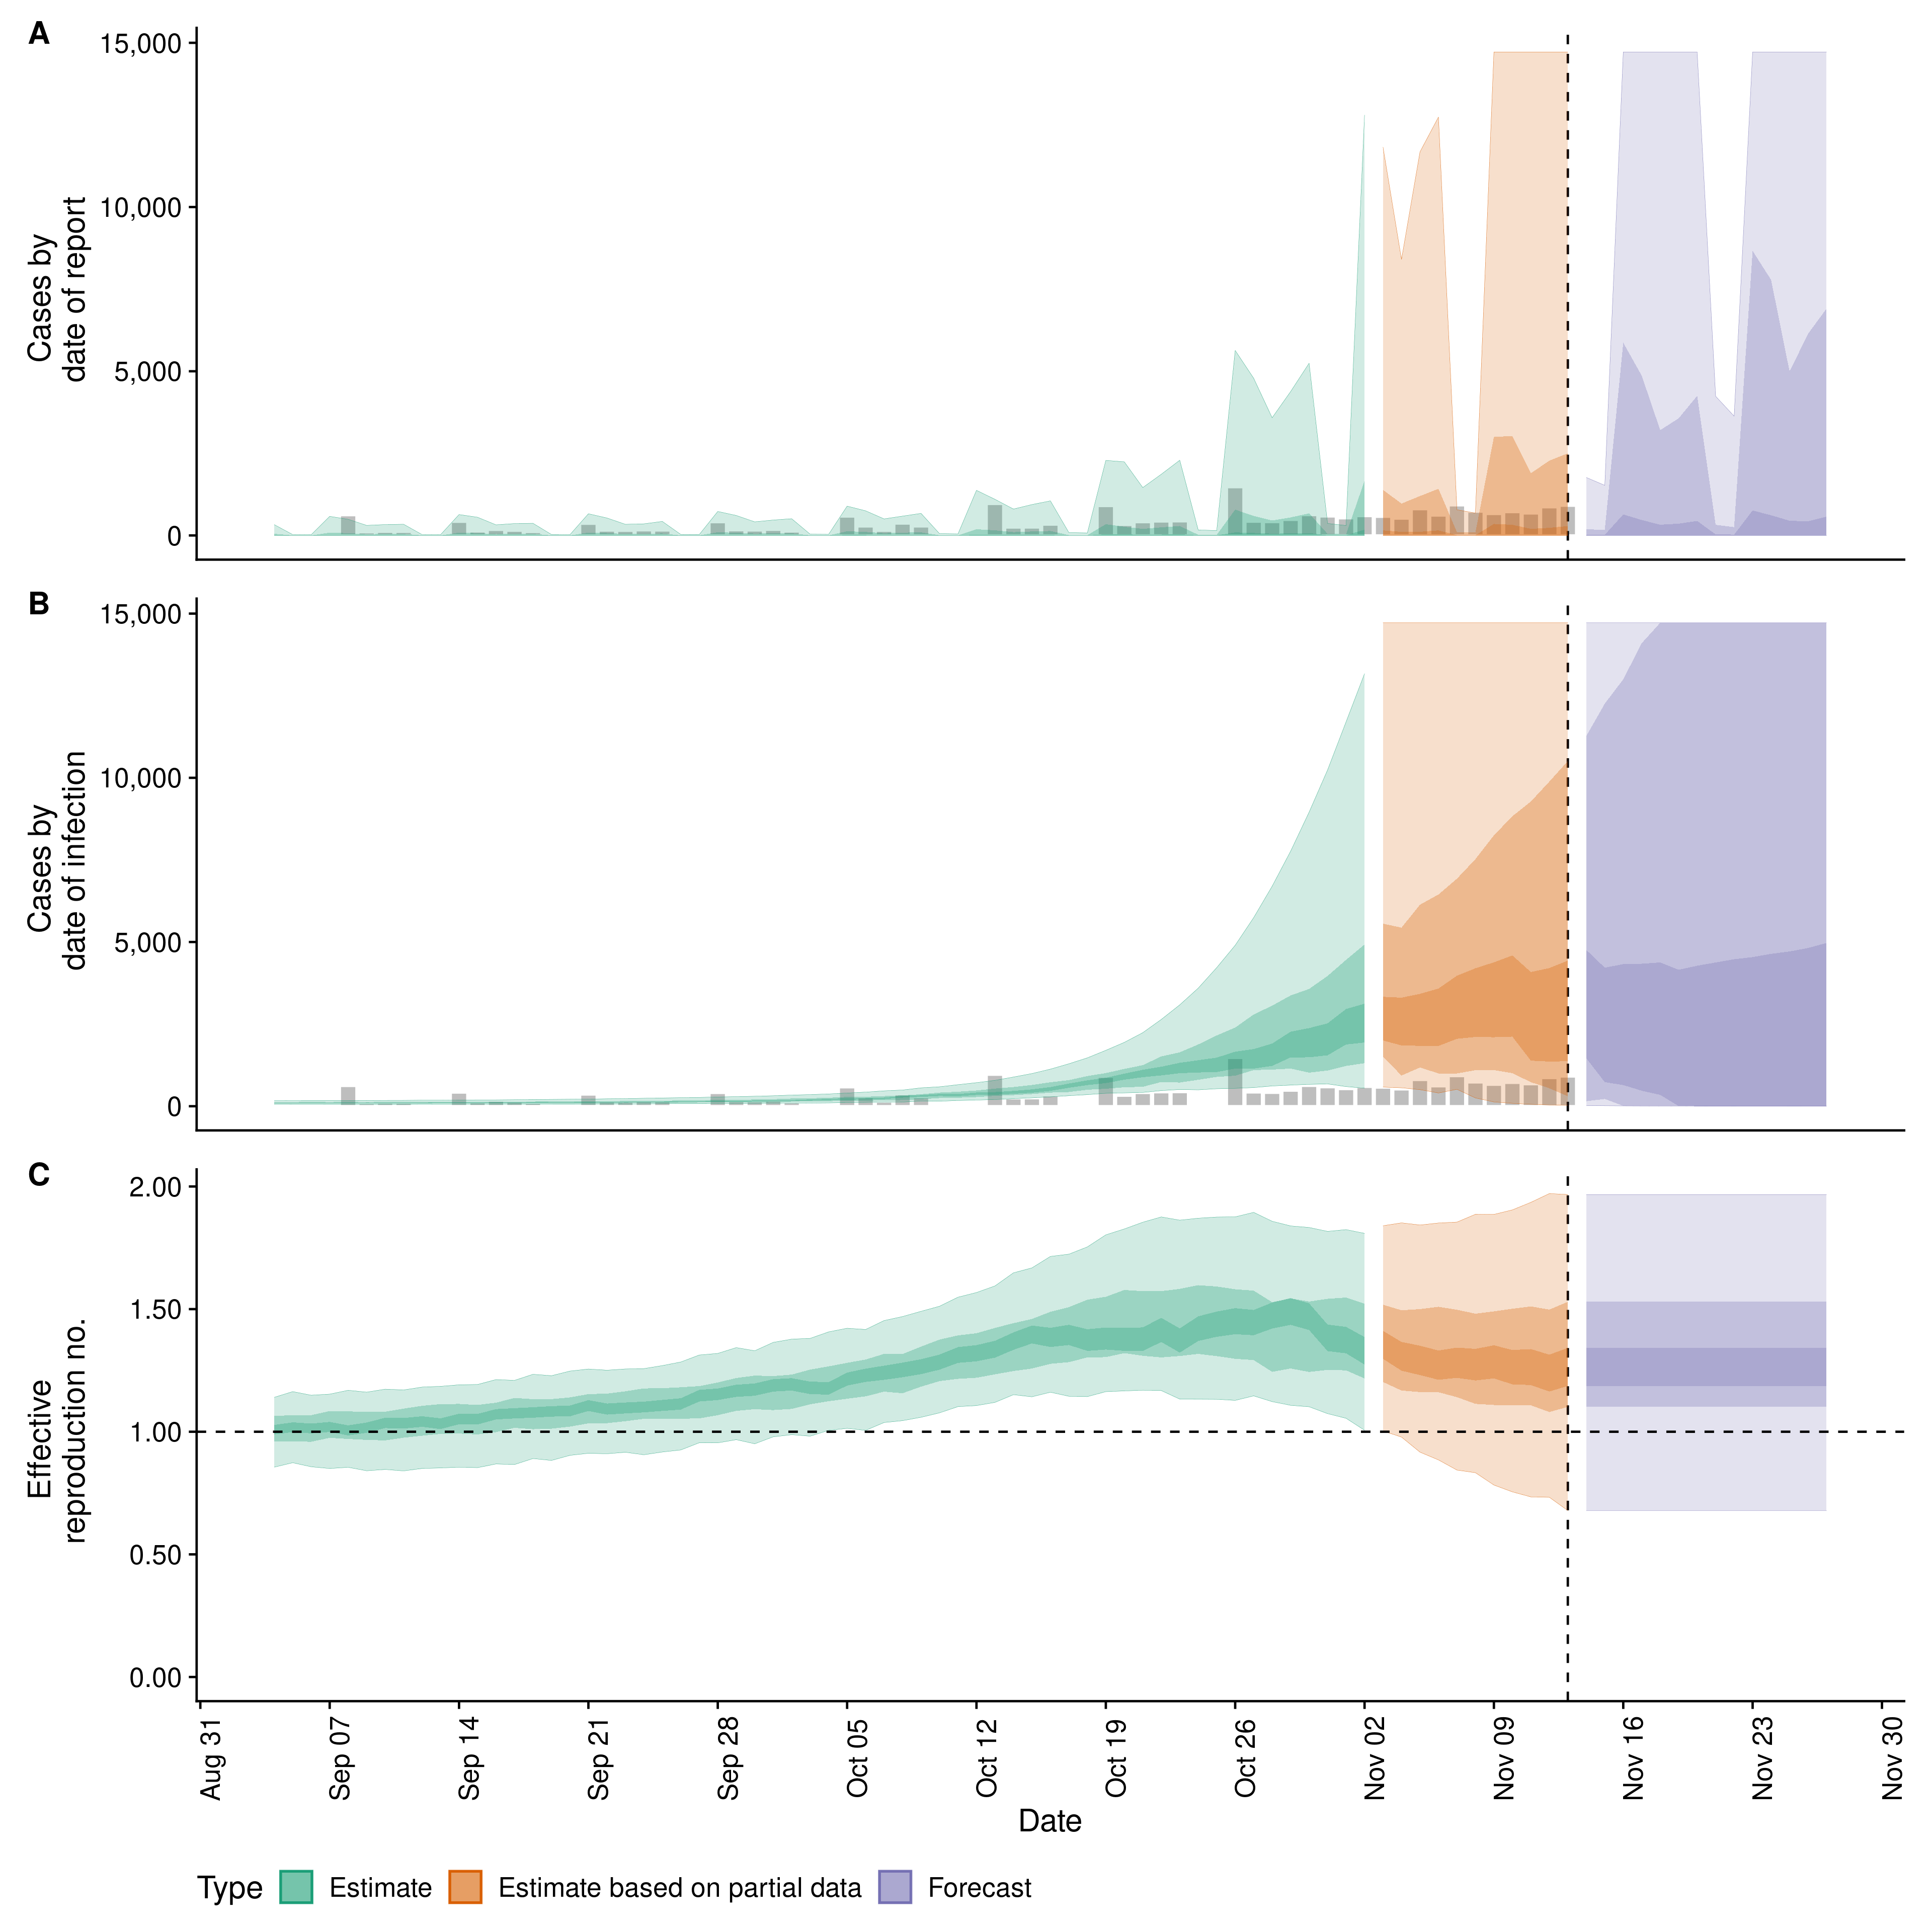 A
15,000
10,000
5,000
0
Cases by
date of report
B
15,000
10,000
5,000
0
Cases by
date of infection
C
2.00
1.50
1.00
0.50
0.00
Effective
reproduction no.
Aug 31
Sep 07
Sep 14
Sep 21
Sep 28
Oct 05
Oct 12
Oct 19
Oct 26
Nov 02
Nov 09
Nov 16
Nov 23
Nov 30
Date
Type Estimate Estimate based on partial data Forecast